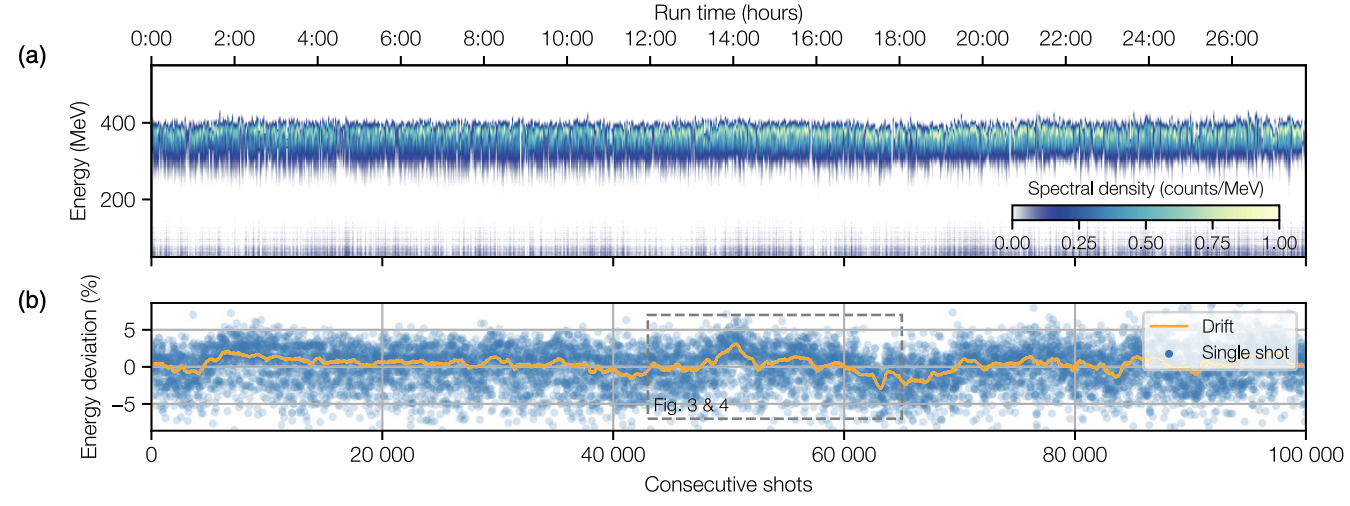 Run time (hours)
0:00 2:00 4:00 6:00 8:00 10:00 12:00 14:00 16:00 18:00 20:00 22:00 24:00 26:00
(a)
Energy (MeV)
400
200
Spectral density (counts/MeV)
0.00 0.25 0.50 0.75 1.00
(b)
Energy deviation (%)
5
0
−5
Drift
Single shot
Fig. 3 & 4
0 20 000 40 000 60 000 80 000 100 000
Consecutive shots